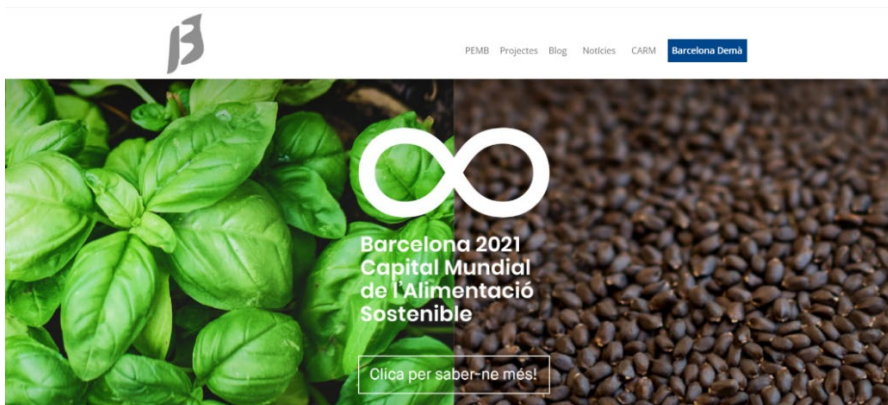 PEMB Projectes Blog Notícies CARM Barcelona Demà
Barcelona 2021
Capital Mundial
de l'Alimentació
Sostenible
Clica per saber-ne més!